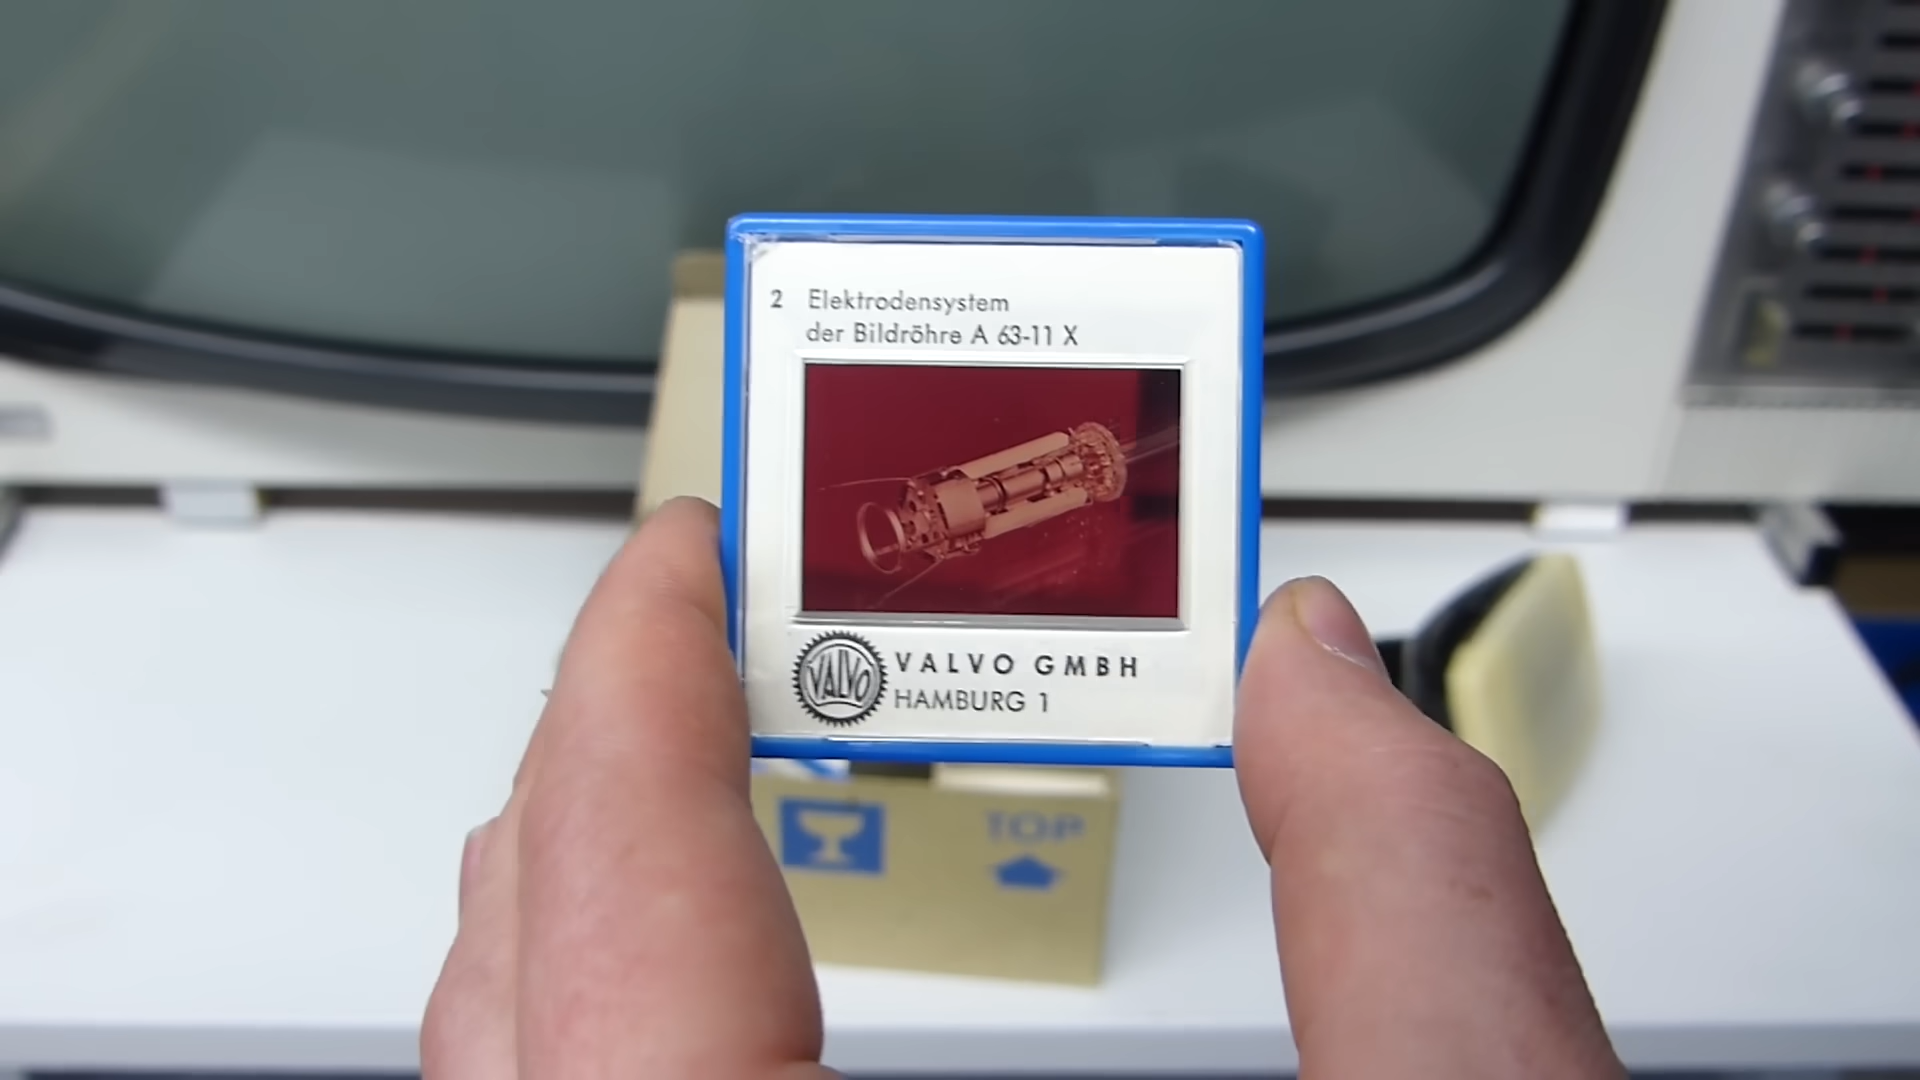 2 Elektrodensystem
der Bildröhre A 63-11 X
VALVO
VALVO GMBH
HAMBURG 1
TOP